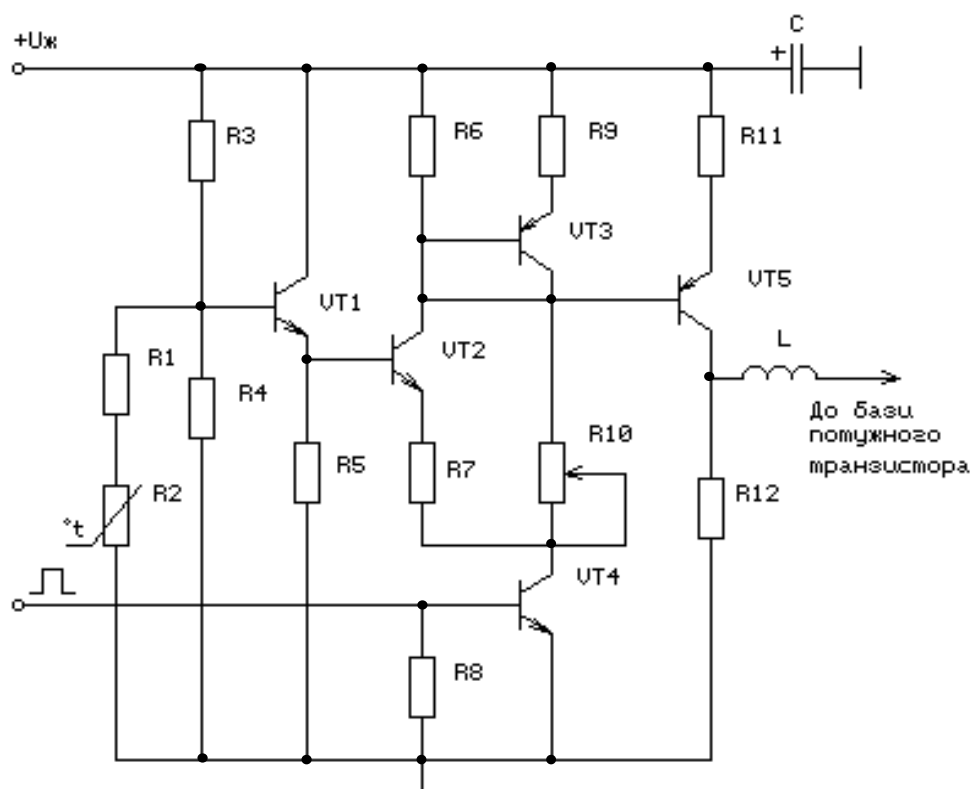 C
+Uж
+
R3
R6
R9
R11
VT3
VT1
VT5
R1
R4
VT2
L
До бази
потужного
транзистора
R10
R5
R7
R2
R12
°t
VT4
R8